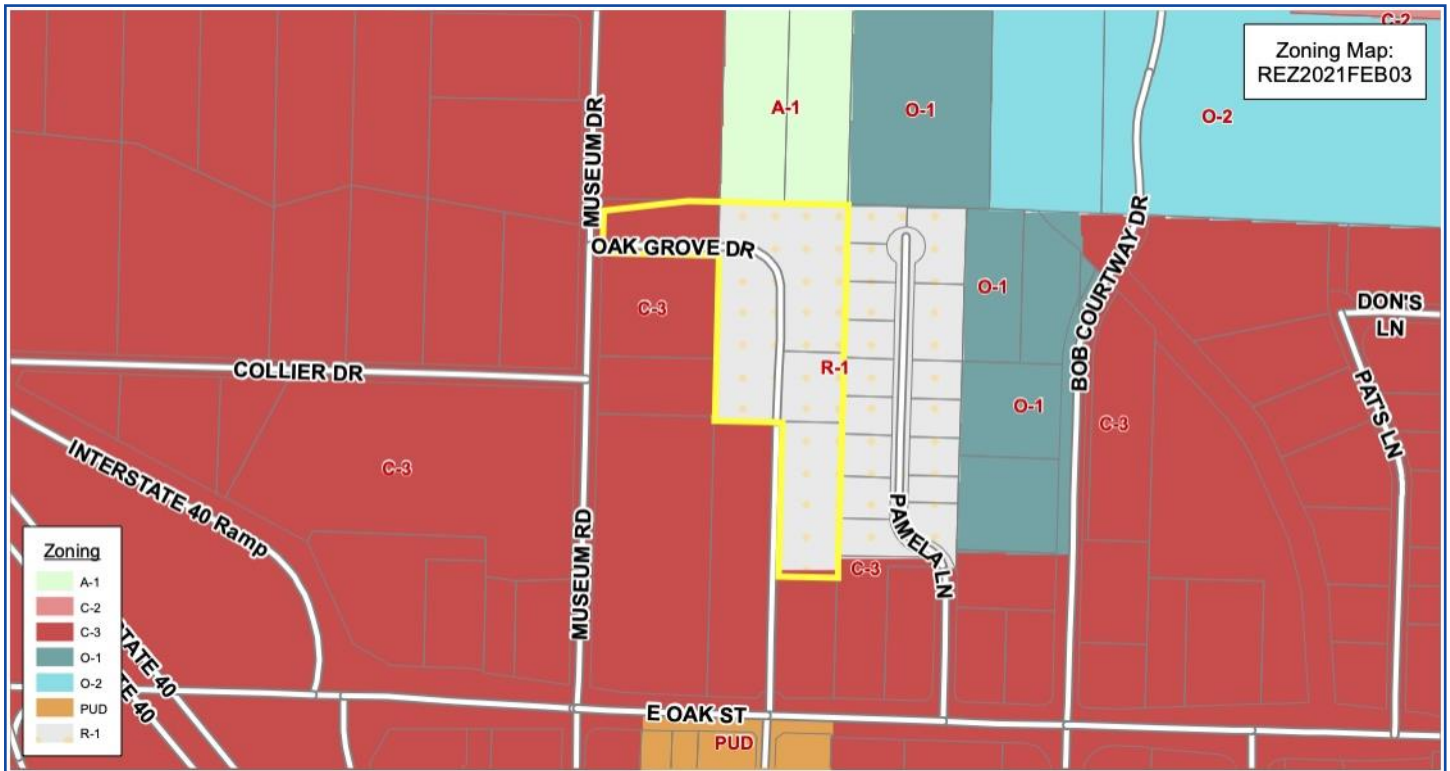 C-2
Zoning Map:
REZ2021FEB03
A-1
O-1
O-2
MUSEUM DR
OAK GROVE DR
BOB COURTWAY DR
O-1
C-3
DON'S
LN
COLLIER DR
R-1
O-1
PAT'S LN
C-3
C-3
INTERSTATE 40 Ramp
MUSEUM RD
PAMELA LN
C-3
Zoning
A-1
C-2
C-3
O-1
O-2
PUD
R-1
STATE 40
TE 40
E OAK ST
PUD